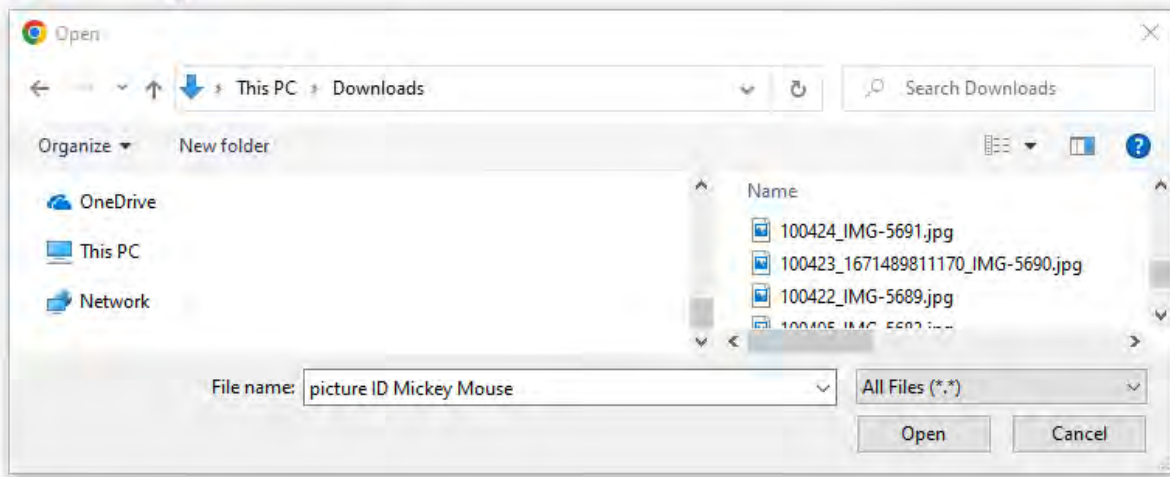 Open
This PC > Downloads
Search Downloads
Organize
New folder
OneDrive
This PC
Network
Name
100424_IMG-5691.jpg
100423_1671489811170_IMG-5690.jpg
100422_IMG-5689.jpg
File name: picture ID Mickey Mouse
All Files (*.*)
Open
Cancel